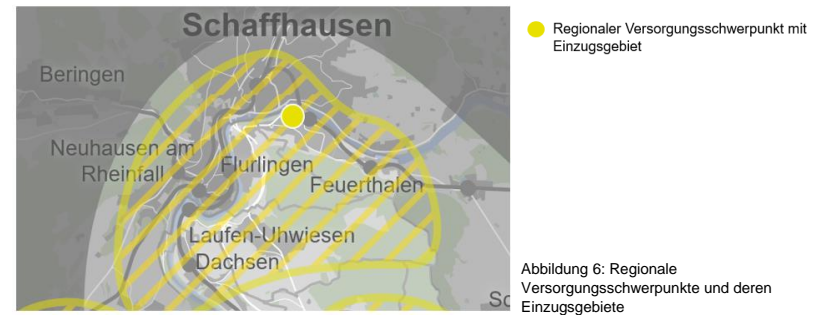 Schaffhausen
Beringen
Neuhausen am
Rheinfall
Flurlingen
Feuerthalen
Laufen-Uhwiesen
Dachsen
Sc
Regionaler Versorgungsschwerpunkt mit
Einzugsgebiet
Abbildung 6: Regionale
Versorgungsschwerpunkte und deren
Einzugsgebiete